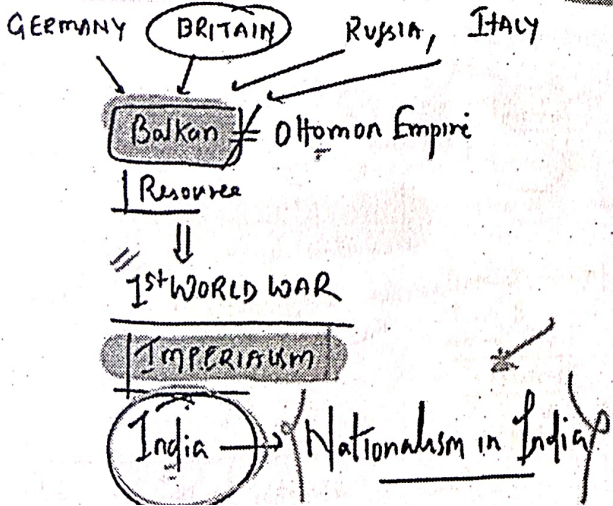 GERMANY BRITAIN Russia, Italy
Balkan = Ottomon Empire
Resource
⇓
1st WORLD WAR
IMPERIALISM
India → Nationalism in India